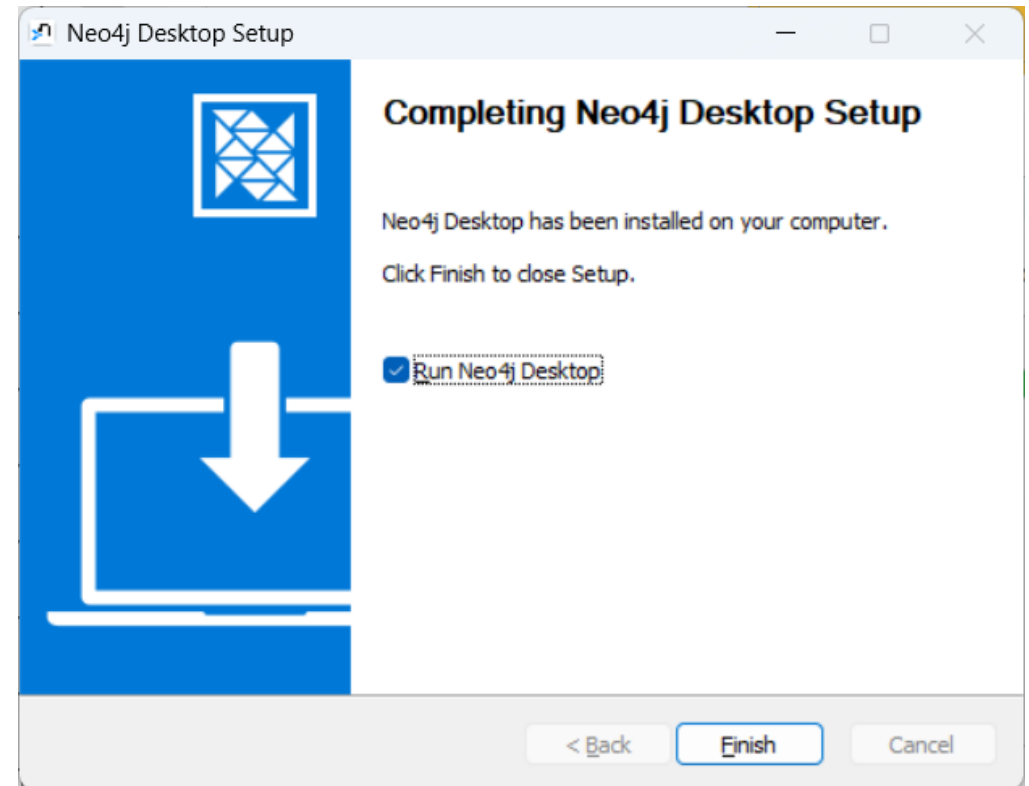 Neo4j Desktop Setup
Completing Neo4j Desktop Setup
Neo4j Desktop has been installed on your computer.
Click Finish to close Setup.
Run Neo4j Desktop
< Back
Finish
Cancel